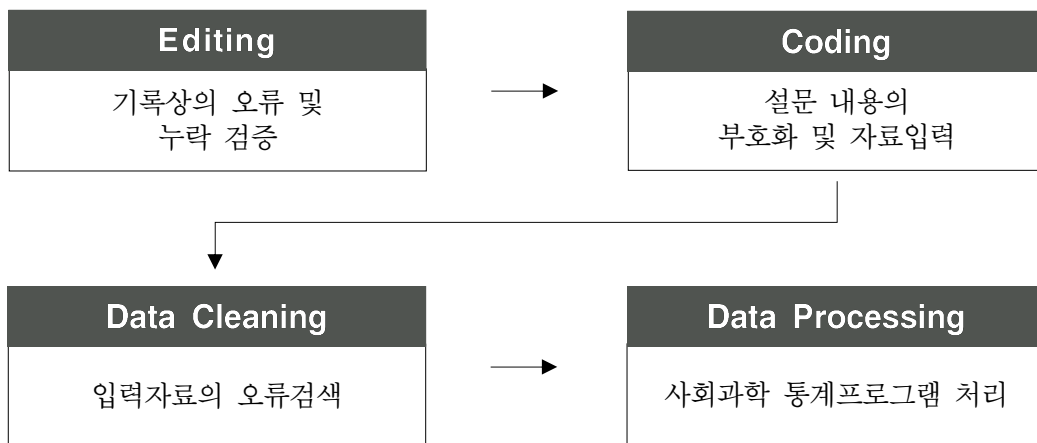 Editing
기록상의 오류 및
누락 검증
Coding
설문 내용의
부호화 및 자료입력
Data Cleaning
입력자료의 오류검색
Data Processing
사회과학 통계프로그램 처리